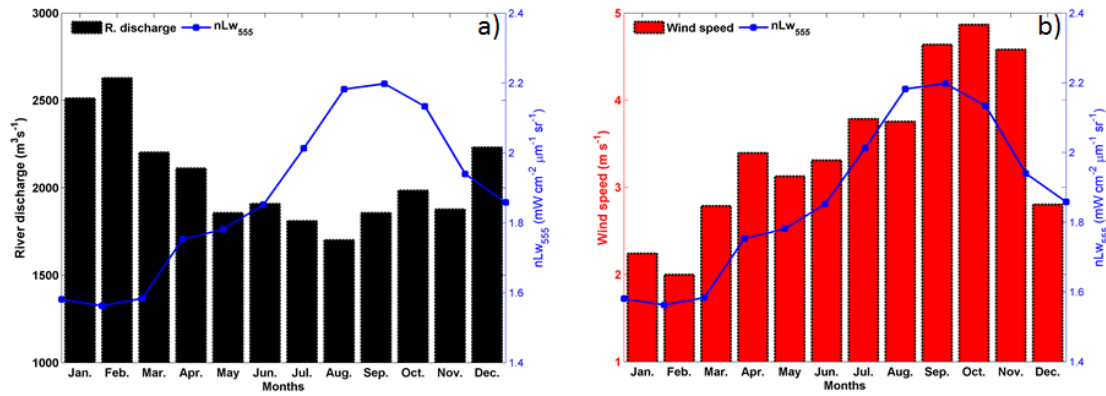 a)
R. discharge
nLw555
3000
2500
2000
1500
1000
River discharge (m3s-1)
2.4
2.2
2
1.8
1.6
1.4
nLw555 (mW cm-2 μm-1 sr-1)
Jan. Feb. Mar. Apr. May Jun. Jul. Aug. Sep. Oct. Nov. Dec.
Months
b)
Wind speed
nLw555
5
4
3
2
1
Wind speed (m s-1)
2.4
2.2
2
1.8
1.6
1.4
nLw555 (mW cm-2 μm-1 sr-1)
Jan. Feb. Mar. Apr. May Jun. Jul. Aug. Sep. Oct. Nov. Dec.
Months